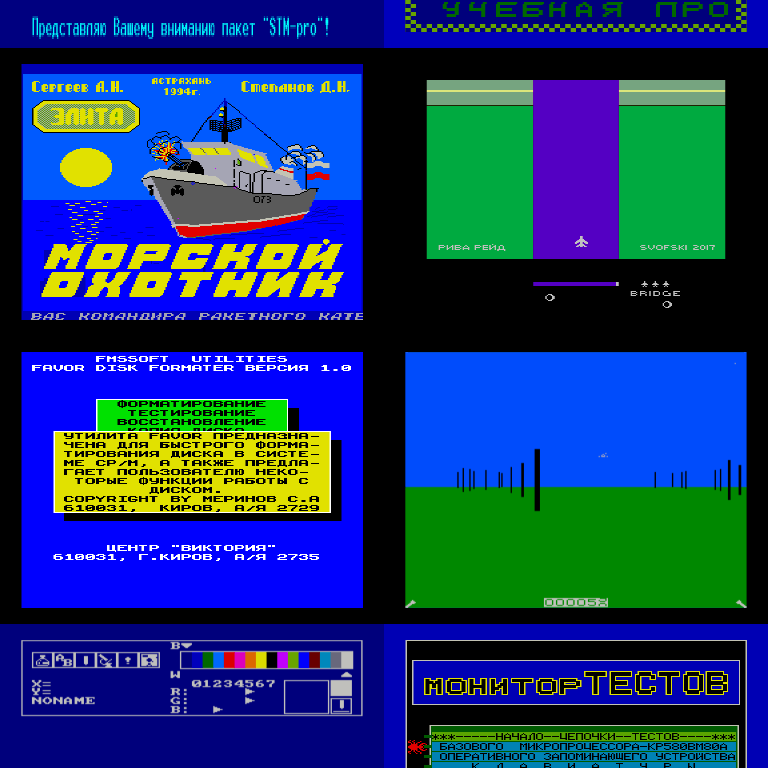 Представляю Вашему вниманию пакет "STM-pro"!
УЧЕБНАЯ ПРО
Сергеев А.Н.
АСТРАХАНЬ
1994г.
Степанов Д.Н.
ЭЛИТА
073
МОРСКОЙ
ОХОТНИК
ВАС КОМАНДИРА РАКЕТНОГО КАТЕ
РИВА РЕЙД
SVOFSKI 2017
BRIDGE
FMSSOFT UTILITIES
FAVOR DISK FORMATER ВЕРСИЯ 1.0
ФОРМАТИРОВАНИЕ
ТЕСТИРОВАНИЕ
ВОССТАНОВЛЕНИЕ
УТИЛИТА FAVOR ПРЕДНАЗНА-
ЧЕНА ДЛЯ БЫСТРОГО ФОРМА-
ТИРОВАНИЯ ДИСКА В СИСТЕ-
МЕ CP/M, А ТАКЖЕ ПРЕДЛА-
ГАЕТ ПОЛЬЗОВАТЕЛЮ НЕКО-
ТОРЫЕ ФУНКЦИИ РАБОТЫ С
ДИСКОМ.
COPYRIGHT BY МЕРИНОВ С.А
610031, КИРОВ, А/Я 2729
ЦЕНТР "ВИКТОРИЯ"
610031, Г.КИРОВ, А/Я 2735
B
W
01234567
X=
Y=
NONAME
R:
G:
B:
МОНИТОР ТЕСТОВ
***------НАЧАЛО--ЦЕПОЧКИ--ТЕСТОВ------***
БАЗОВОГО МИКРОПРОЦЕССОРА-КР580ВМ80А
ОПЕРАТИВНОГО ЗАПОМИНАЮЩЕГО УСТРОЙСТВА
К Л А В И А Т У Р Ы